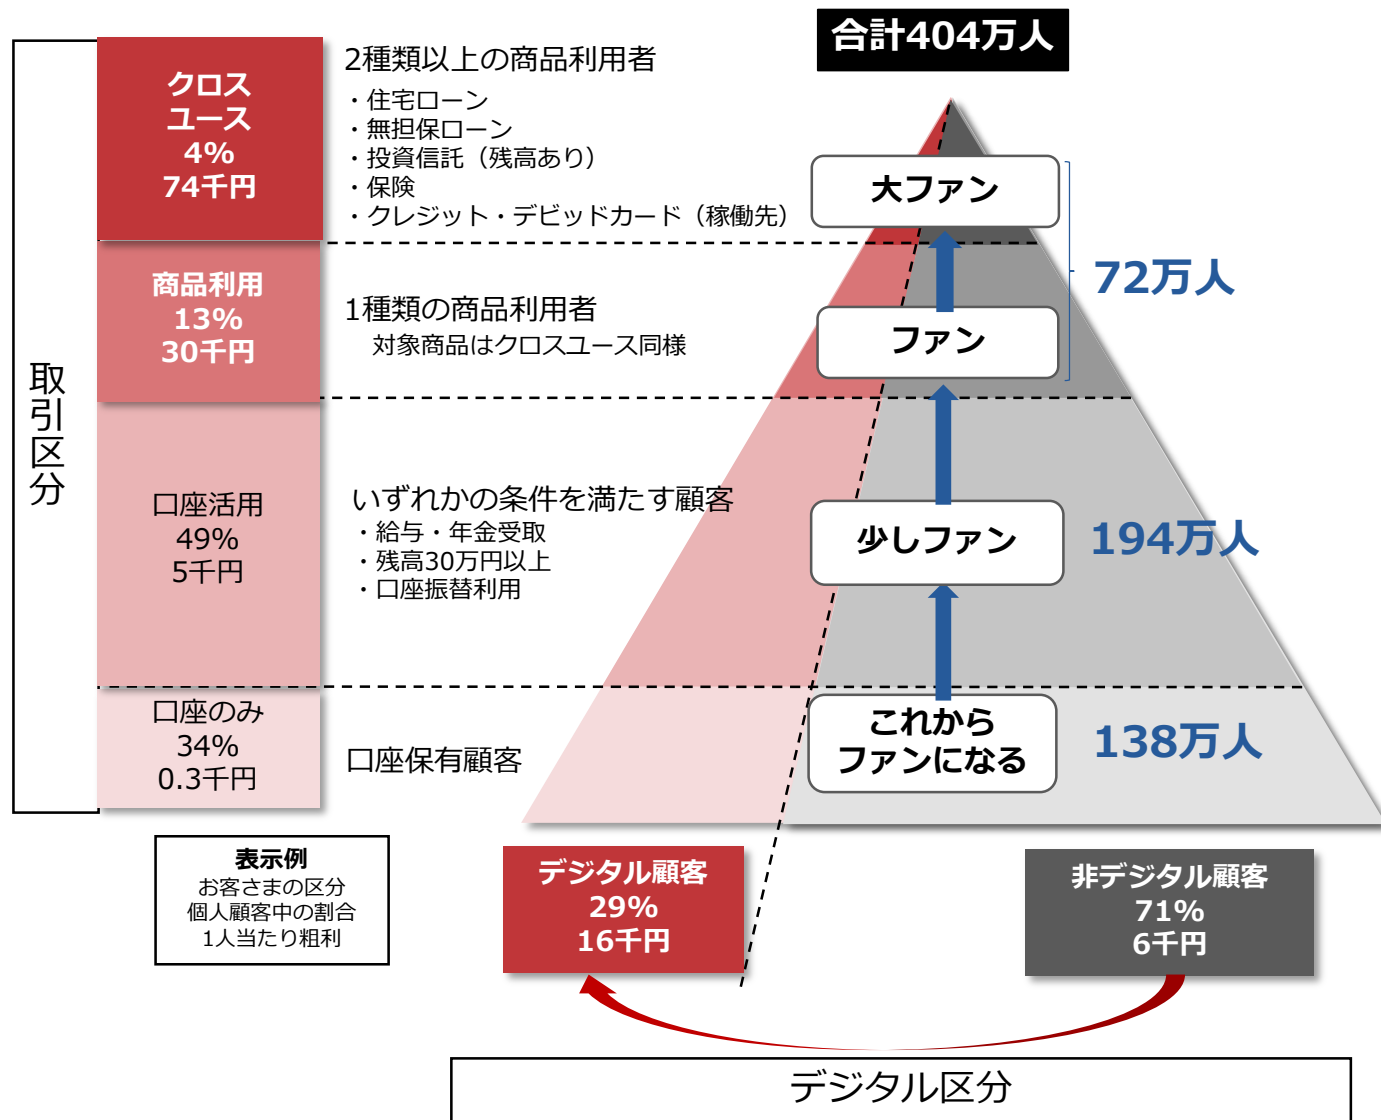 合計404万人
取引区分
クロス
ユース
4%
74千円
2種類以上の商品利用者
・住宅ローン
・無担保ローン
・投資信託（残高あり）
・保険
・クレジット・デビッドカード（稼働先）
大ファン
72万人
商品利用
13%
30千円
1種類の商品利用者
対象商品はクロスユース同様
ファン
口座活用
49%
5千円
いずれかの条件を満たす顧客
・給与・年金受取
・残高30万円以上
・口座振替利用
少しファン
194万人
口座のみ
34%
0.3千円
口座保有顧客
これから
ファンになる
138万人
表示例
お客さまの区分
個人顧客中の割合
1人当たり粗利
デジタル顧客
29%
16千円
非デジタル顧客
71%
6千円
デジタル区分